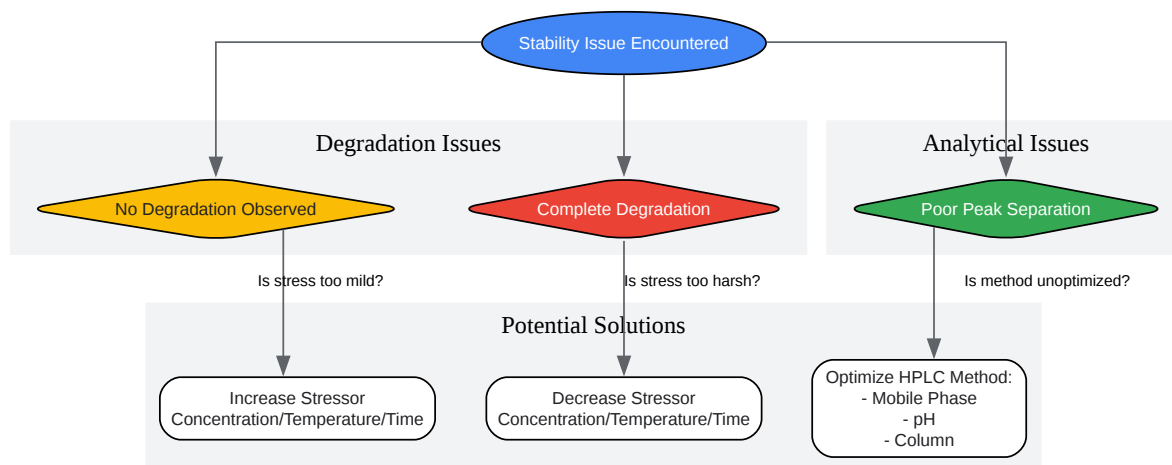 Stability Issue Encountered
Degradation Issues
Analytical Issues
No Degradation Observed
Complete Degradation
Poor Peak Separation
Is stress too mild?
Is stress too harsh?
Is method unoptimized?
Potential Solutions
Increase Stressor
Concentration/Temperature/Time
Decrease Stressor
Concentration/Temperature/Time
Optimize HPLC Method:
- Mobile Phase
- pH
- Column